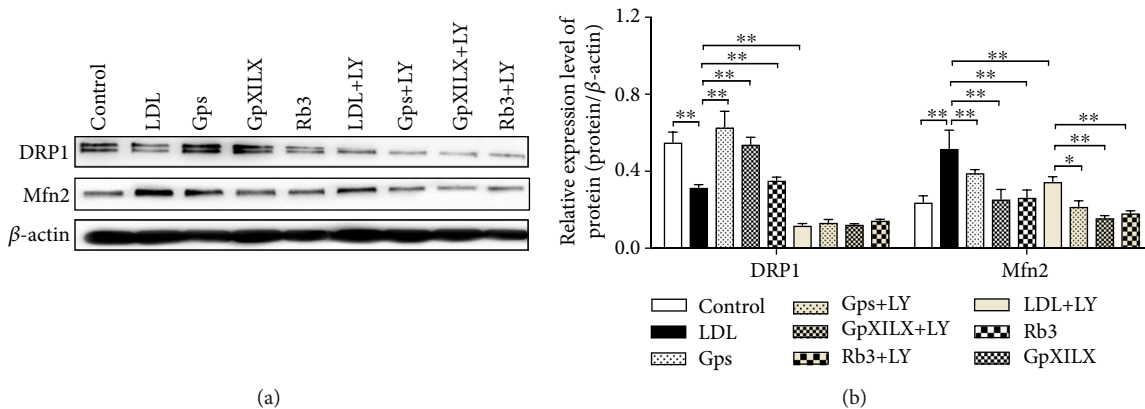 Control
LDL
Gps
GpXILX
Rb3
LDL+LY
Gps+LY
GpXILX+LY
Rb3+LY
DRP1
Mfn2
β-actin
(a)
Relative expression level of
protein (protein/β-actin)
1.2
0.8
0.4
0.0
**
**
**
**
**
**
**
**
**
**
**
**
**
*
DRP1
Mfn2
Control
Gps+LY
LDL+LY
LDL
GpXILX+LY
Rb3
Gps
Rb3+LY
GpXILX
(b)